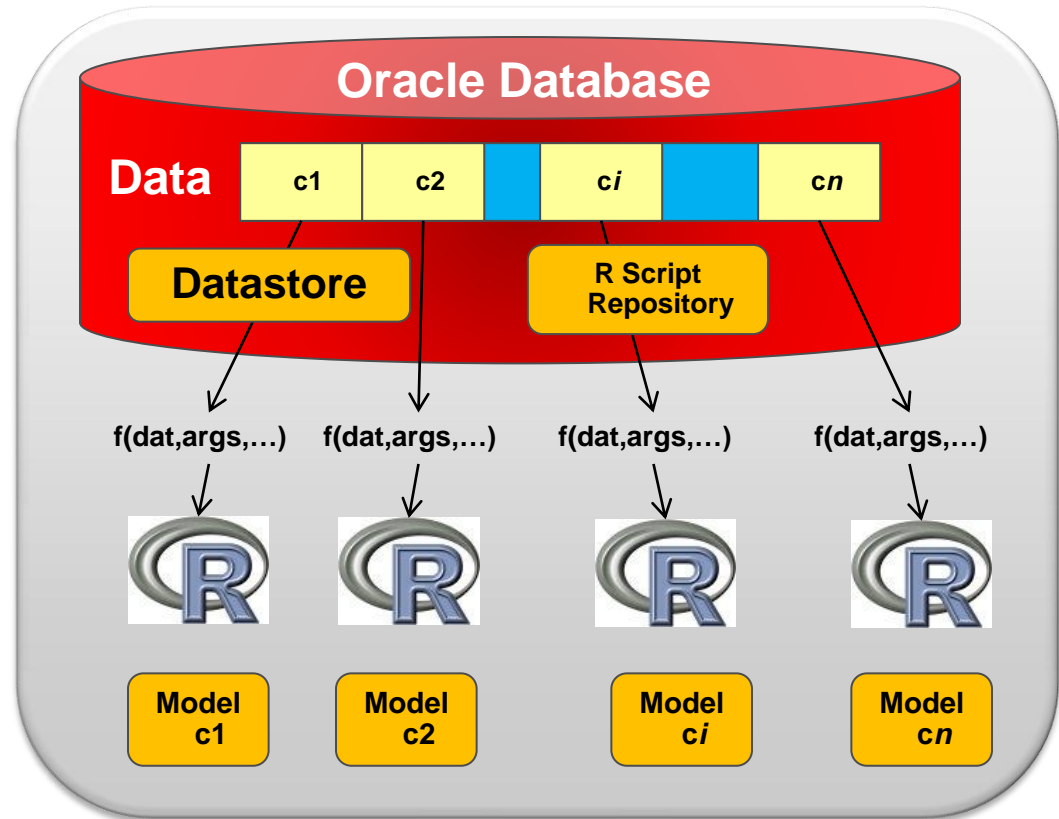 Oracle Database
Data c1 c2 ci cn
Datastore
R Script
Repository
f(dat,args,…) f(dat,args,…) f(dat,args,…) f(dat,args,…)
R R R R
Model
c1
Model
c2
Model
ci
Model
cn